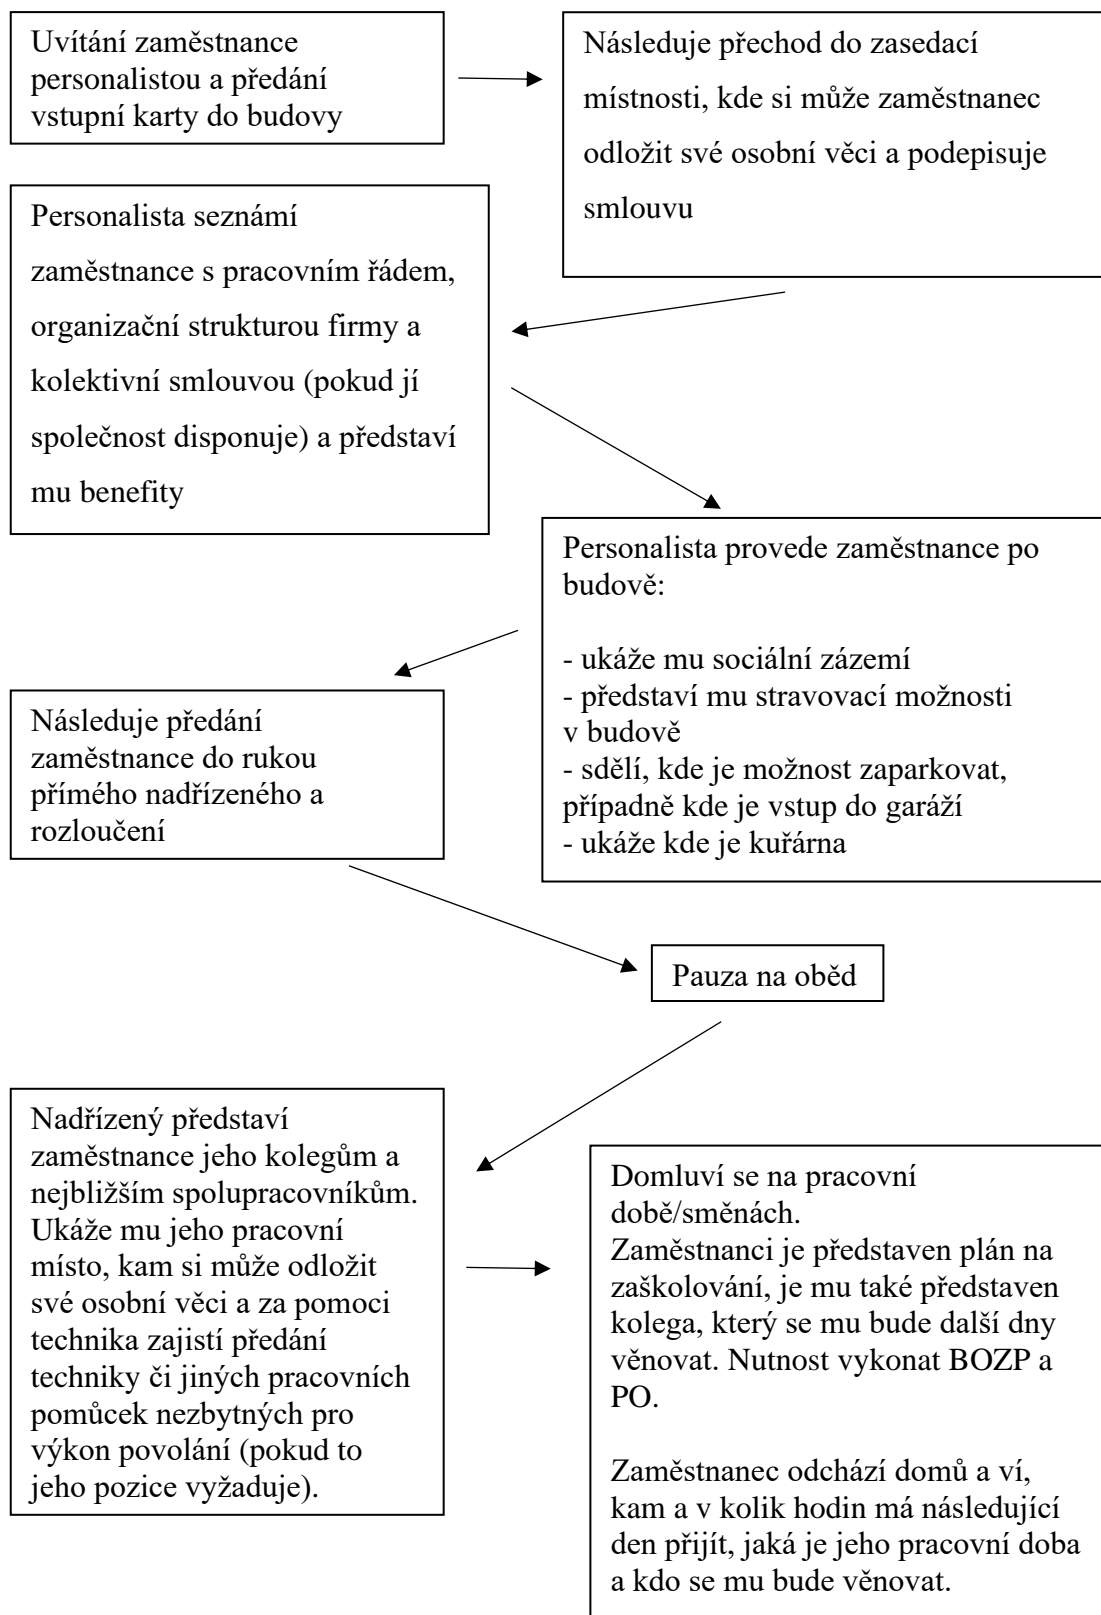 Uvítání zaměstnance
personalistou a předání
vstupní karty do budovy
Následuje přechod do zasedací
místnosti, kde si může zaměstnanec
odložit své osobní věci a podepisuje
smlouvu
Personalista seznámí
zaměstnance s pracovním řádem,
organizační strukturou firmy a
kolektivní smlouvou (pokud jí
společnost disponuje) a představí
mu benefity
Personalista provede zaměstnance po
budově:
- ukáže mu sociální zázemí
- představí mu stravovací možnosti
v budově
- sdělí, kde je možnost zaparkovat,
případně kde je vstup do garáží
- ukáže kde je kuřárna
Následuje předání
zaměstnance do rukou
přímého nadřízeného a
rozloučení
Pauza na oběd
Nadřízený představí
zaměstnance jeho kolegům a
nejbližším spolupracovníkům.
Ukáže mu jeho pracovní
místo, kam si může odložit
své osobní věci a za pomoci
technika zajistí předání
techniky či jiných pracovních
pomůcek nezbytných pro
výkon povolání (pokud to
jeho pozice vyžaduje).
Domluví se na pracovní
době/směnách.
Zaměstnanci je představen plán na
zaškolování, je mu také představen
kolega, který se mu bude další dny
věnovat. Nutnost vykonat BOZP a
PO.
Zaměstnanec odchází domů a ví,
kam a v kolik hodin má následující
den přijít, jaká je jeho pracovní doba
a kdo se mu bude věnovat.